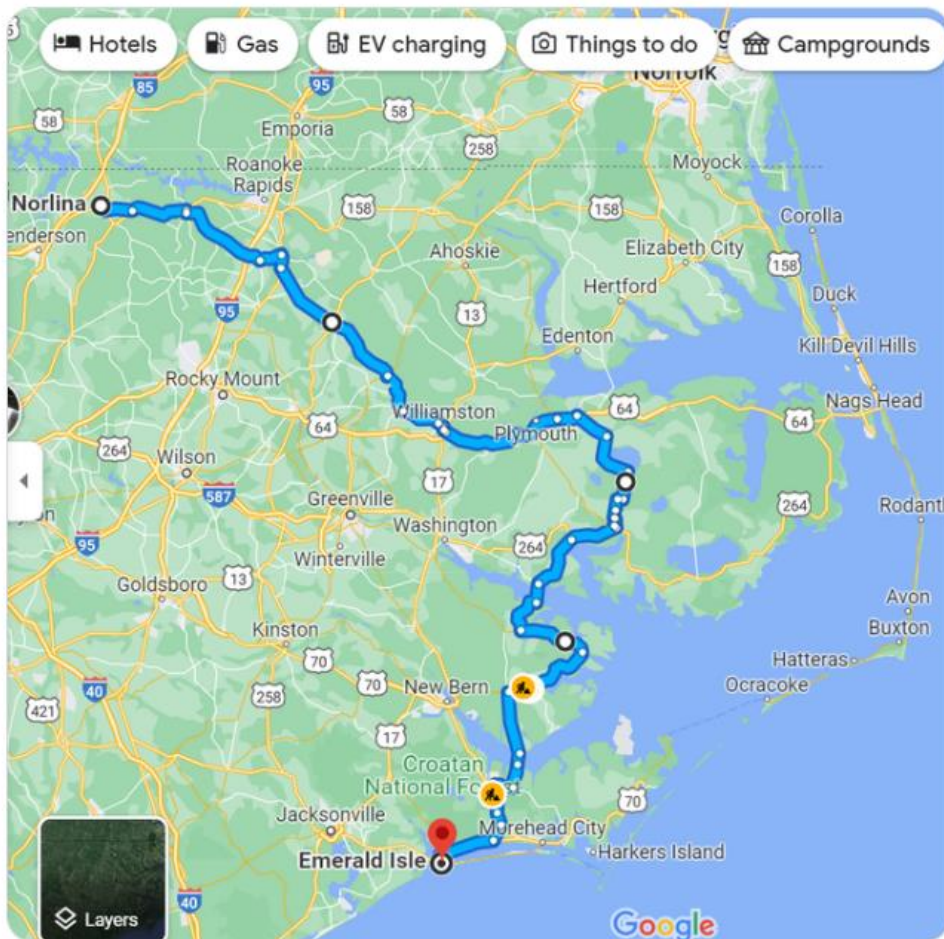 Hotels
Gas
EV charging
Things to do
Campgrounds
Norfolk
85
95
58
58
58
Emporia
258
Moyock
Roanoke
Rapids
Norlina
158
158
Corolla
enderson
Elizabeth City
Ahoskie
158
Hertford
Duck
95
13
Edenton
Kill Devil Hills
Rocky Mount
Williamston
64
Nags Head
64
Plymouth
64
264
Wilson
17
587
Greenville
264
Rodanth
Washington
95
264
Winterville
13
Goldsboro
Avon
Kinston
Buxton
70
Hatteras
40
70
258
New Bern
Ocracoke
421
17
Croatan
National Forest
70
Jacksonville
Morehead City
Emerald Isle
Harkers Island
40
Layers
Google